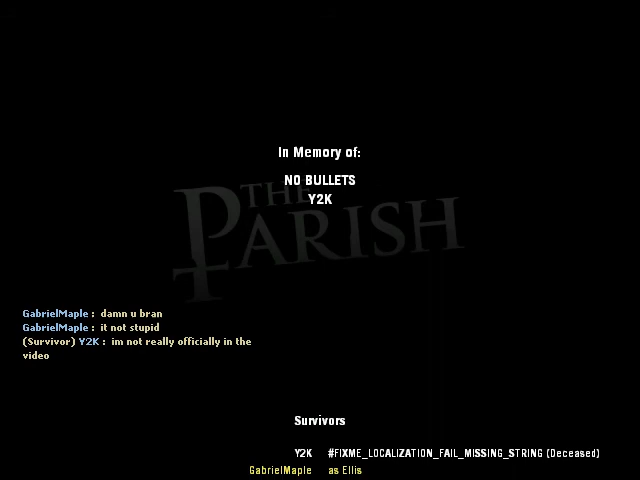 In Memory of:
NO BULLETS
Y2K
THE
PARISH
GabrielMaple : damn u bran
GabrielMaple : it not stupid
(Survivor) Y2K : im not really officially in the
video
Survivors
Y2K #FIXME_LOCALIZATION_FAIL_MISSING_STRING (Deceased)
GabrielMaple as Ellis